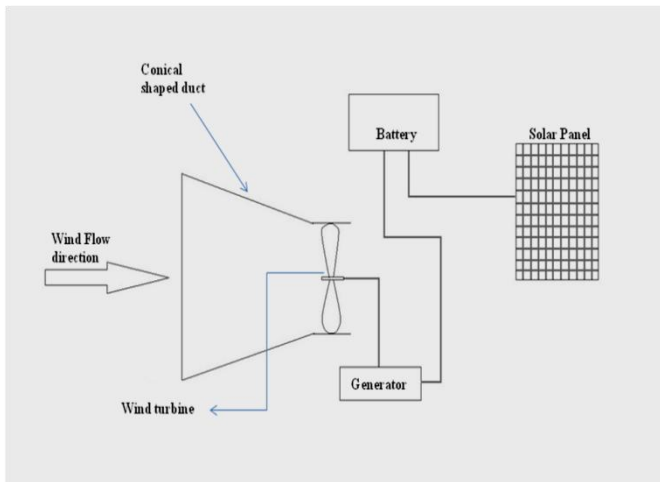 Conical
shaped duct
Battery
Solar Panel
Wind Flow
direction
Generator
Wind turbine